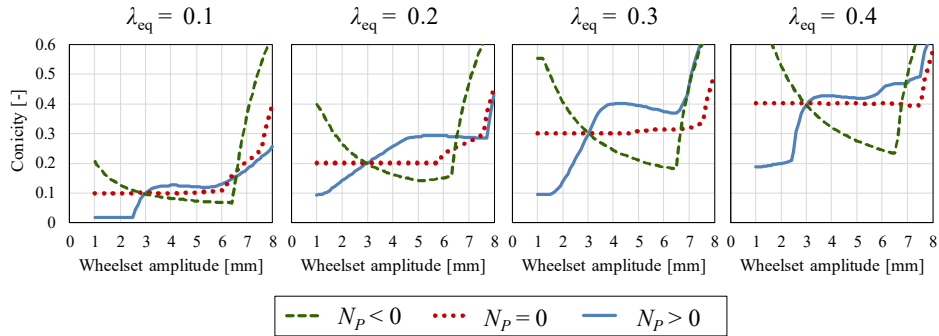 λeq = 0.1 λeq = 0.2 λeq = 0.3 λeq = 0.4
Conicity [-]
0.6
0.5
0.4
0.3
0.2
0.1
0
0 1 2 3 4 5 6 7 8 0 1 2 3 4 5 6 7 8 0 1 2 3 4 5 6 7 8 0 1 2 3 4 5 6 7 8
Wheelset amplitude [mm] Wheelset amplitude [mm] Wheelset amplitude [mm] Wheelset amplitude [mm]
NP < 0 NP = 0 NP > 0